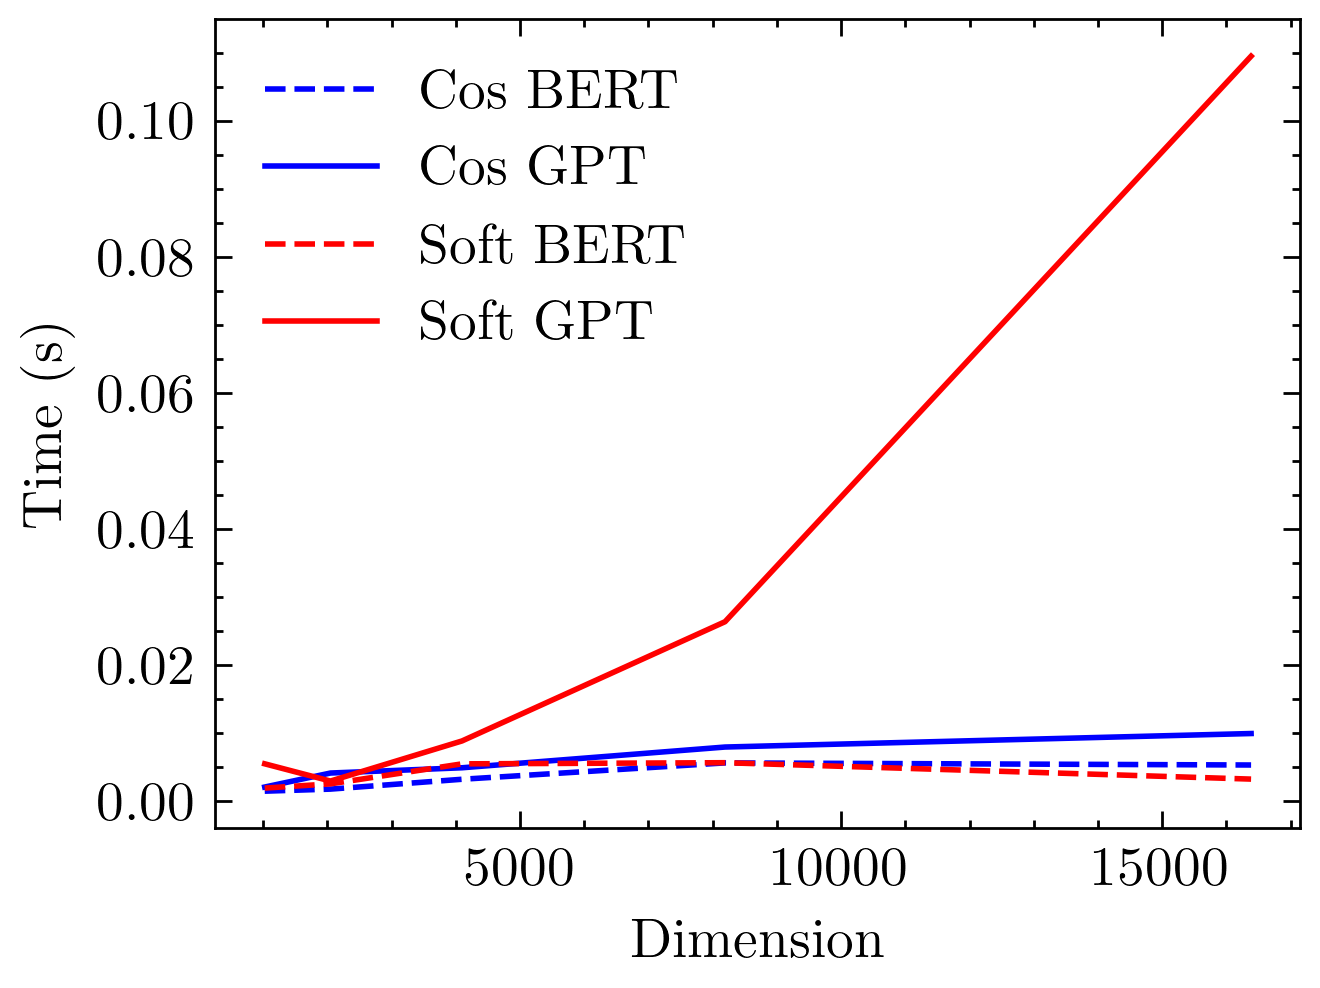 Cos BERT
Cos GPT
Soft BERT
Soft GPT
0.10
0.08
0.06
0.04
0.02
0.00
Time (s)
5000 10000 15000
Dimension